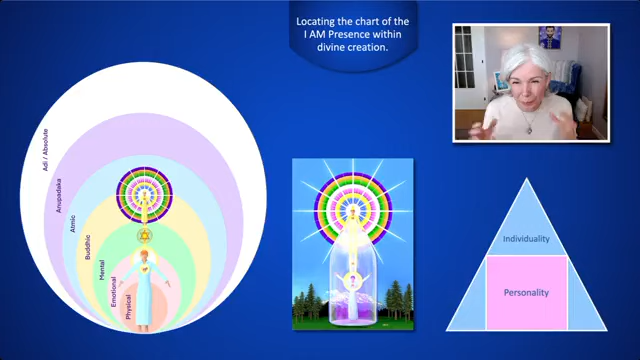 Locating the chart of the
I AM Presence within
divine creation.
Adi / Absolute
Anupadaka
Atmic
Buddhic
Mental
Emotional
Physical
Individuality
Personality